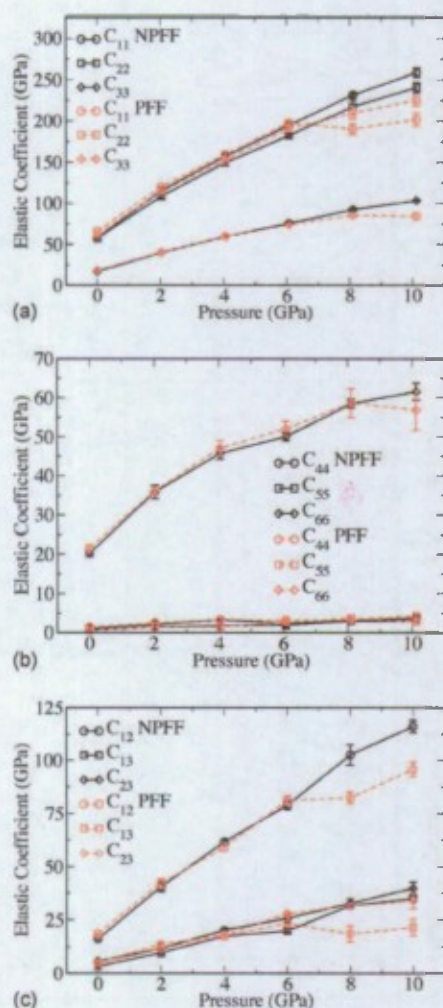 300
250
200
150
100
50
0
Elastic Coefficient (GPa)
C11 NPFF
C22
C33
C11 PFF
C22
C33
0 2 4 6 8 10
Pressure (GPa)
(a)
70
60
50
40
30
20
10
0
Elastic Coefficient (GPa)
C44 NPFF
C55
C66
C44 PFF
C55
C66
0 2 4 6 8 10
Pressure (GPa)
(b)
125
100
75
50
25
0
Elastic Coefficient (GPa)
C12 NPFF
C13
C23
C12 PFF
C13
C23
0 2 4 6 8 10
Pressure (GPa)
(c)